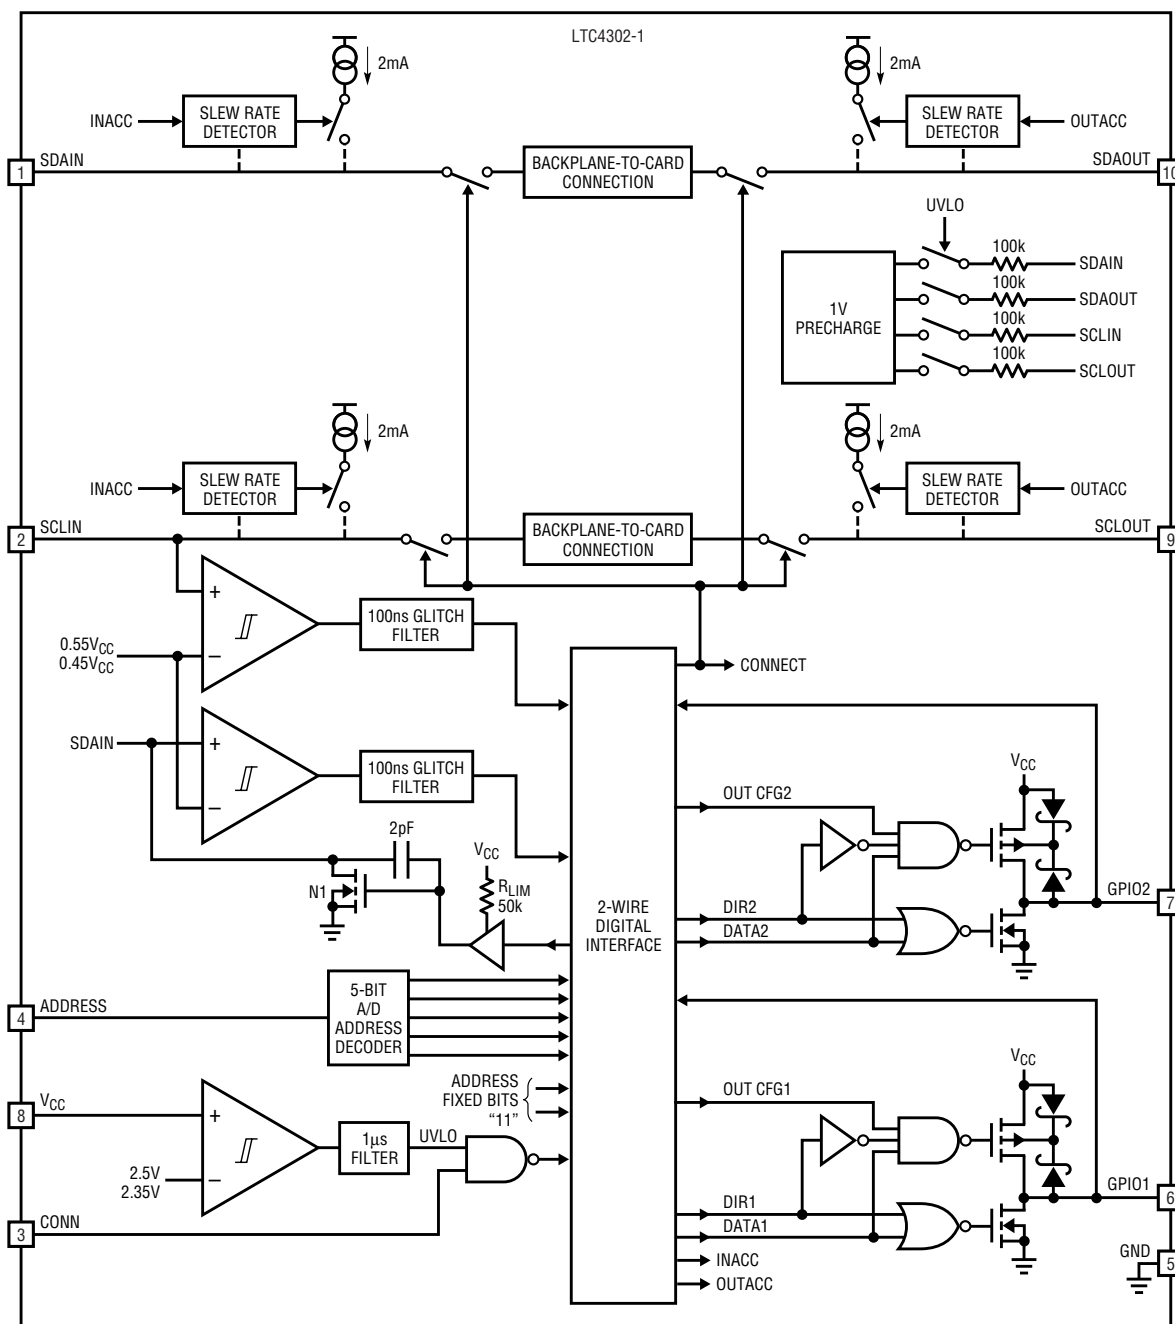 LTC4302-1
2mA
2mA
INACC
SLEW RATE
DETECTOR
SLEW RATE
DETECTOR
OUTACC
1
SDAIN
BACKPLANE-TO-CARD
CONNECTION
SDAOUT
10
UVLO
1V
PRECHARGE
100k
SDAIN
100k
SDAOUT
100k
SCLIN
100k
SCLOUT
2mA
2mA
INACC
SLEW RATE
DETECTOR
SLEW RATE
DETECTOR
OUTACC
2
SCLIN
BACKPLANE-TO-CARD
CONNECTION
SCLOUT
9
+
–
0.55VCC
0.45VCC
100ns GLITCH
FILTER
CONNECT
SDAIN
+
–
100ns GLITCH
FILTER
2pF
VCC
RLIM
50k
N1
2-WIRE
DIGITAL
INTERFACE
OUT CFG2
VCC
DIR2
DATA2
GPIO2
7
4
ADDRESS
5-BIT
A/D
ADDRESS
DECODER
ADDRESS
FIXED BITS
"11"
8
VCC
+
–
2.5V
2.35V
1µs
FILTER
UVLO
3
CONN
OUT CFG1
VCC
DIR1
DATA1
GPIO1
6
INACC
OUTACC
GND
5